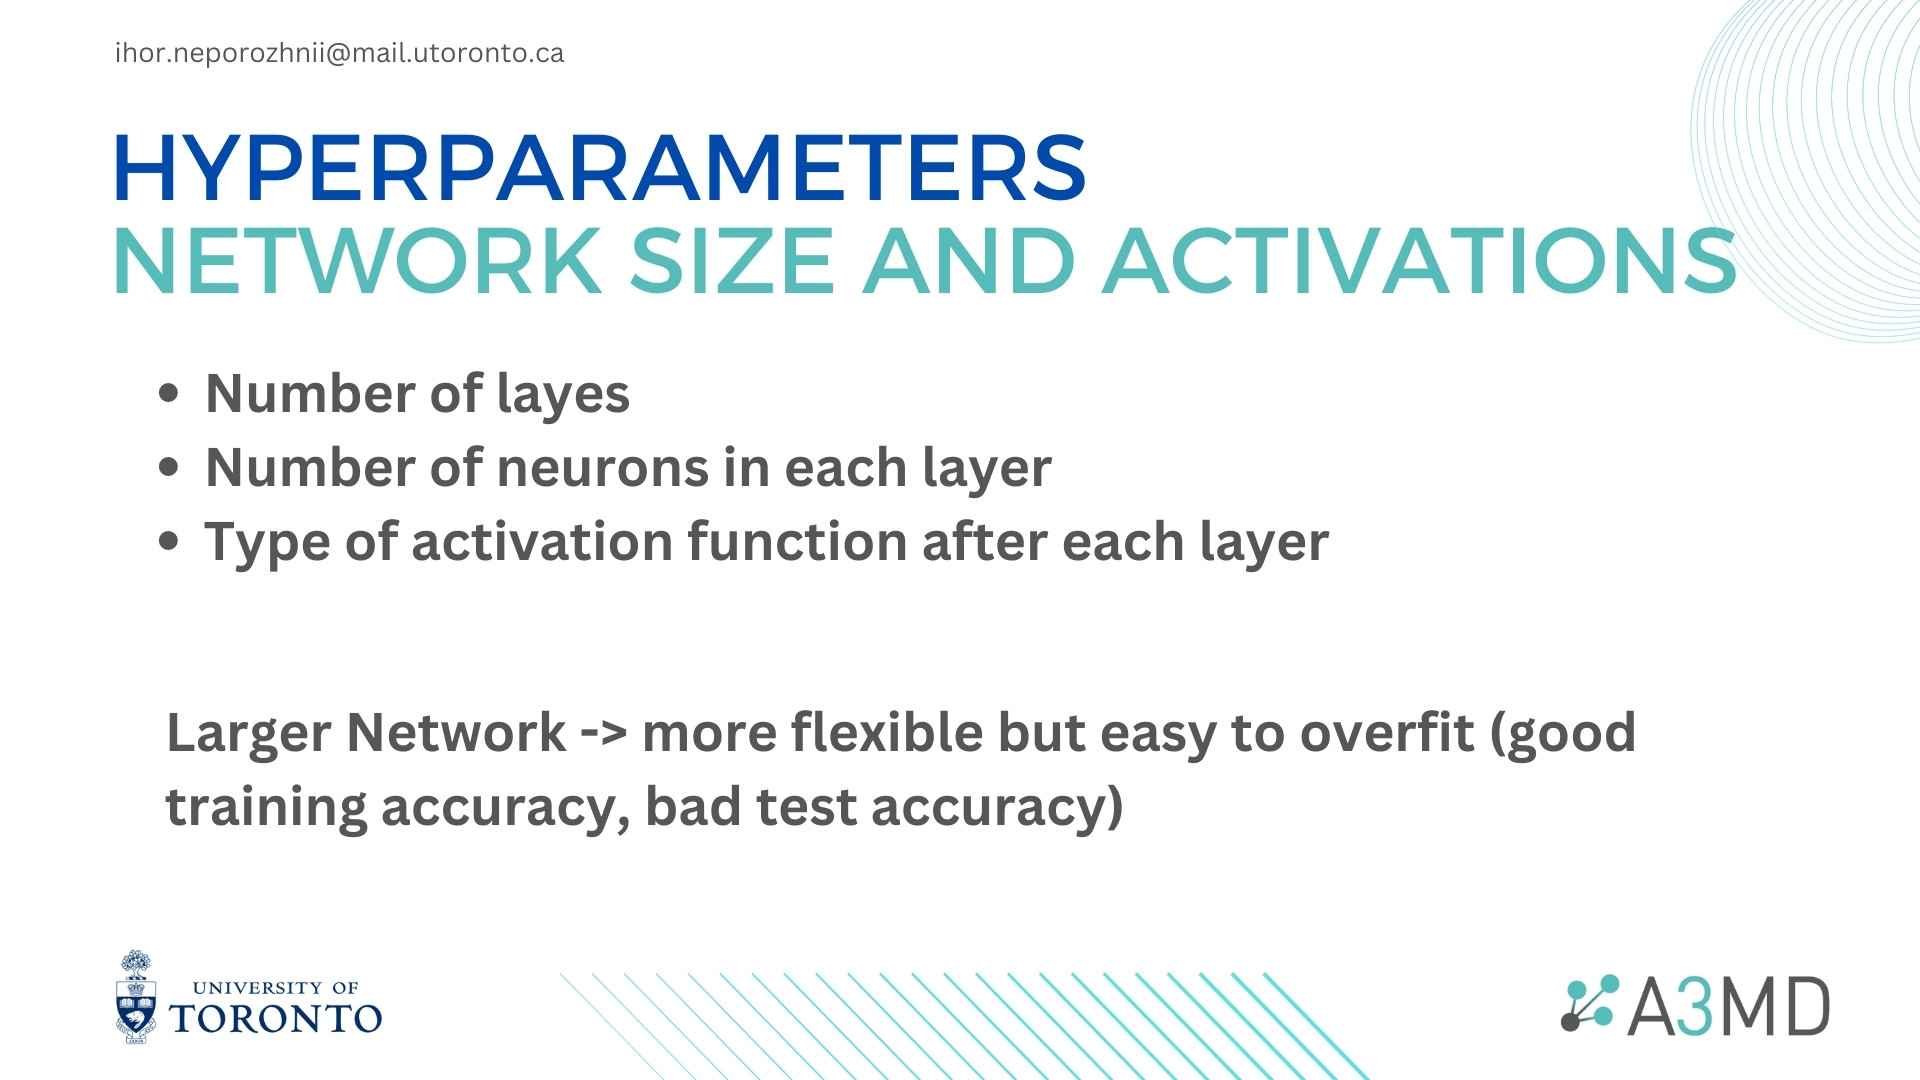 ihor.neporozhnii@mail.utoronto.ca
HYPERPARAMETERS
NETWORK SIZE AND ACTIVATIONS
• Number of layes
• Number of neurons in each layer
• Type of activation function after each layer
Larger Network -> more flexible but easy to overfit (good
training accuracy, bad test accuracy)
UNIVERSITY OF
TORONTO
A3MD